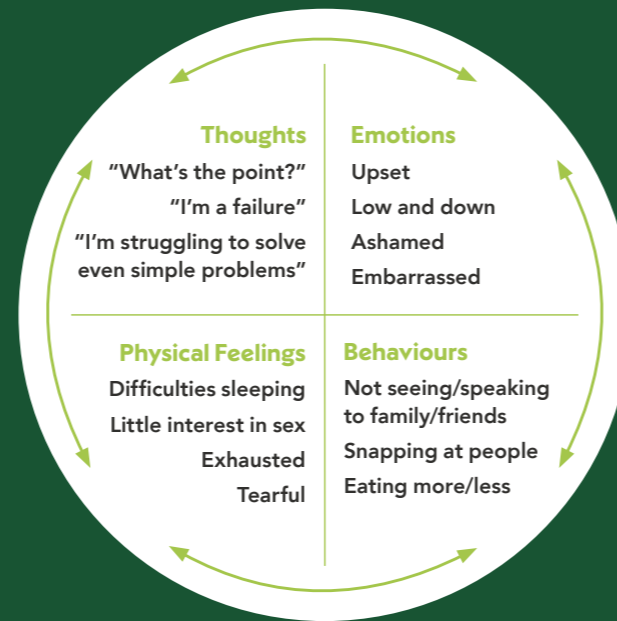 Thoughts
“What’s the point?”
“I’m a failure”
“I’m struggling to solve
even simple problems”
Emotions
Upset
Low and down
Ashamed
Embarrassed
Physical Feelings
Difficulties sleeping
Little interest in sex
Exhausted
Tearful
Behaviours
Not seeing/speaking
to family/friends
Snapping at people
Eating more/less